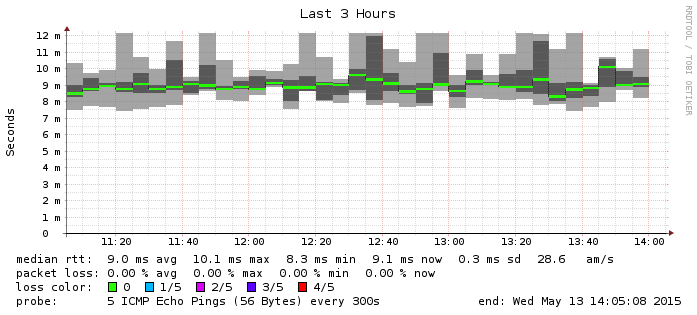 Last 3 Hours
RRDTOOL / TOBI OETIKER
Seconds
12 m
11 m
10 m
9 m
8 m
7 m
6 m
5 m
4 m
3 m
2 m
1 m
0
11:20 11:40 12:00 12:20 12:40 13:00 13:20 13:40 14:00
median rtt: 9.0 ms avg 10.1 ms max 8.3 ms min 9.1 ms now 0.3 ms sd 28.6 am/s
packet loss: 0.00 % avg 0.00 % max 0.00 % min 0.00 % now
loss color: 0 1/5 2/5 3/5 4/5
probe: 5 ICMP Echo Pings (56 Bytes) every 300s end: Wed May 13 14:05:08 2015